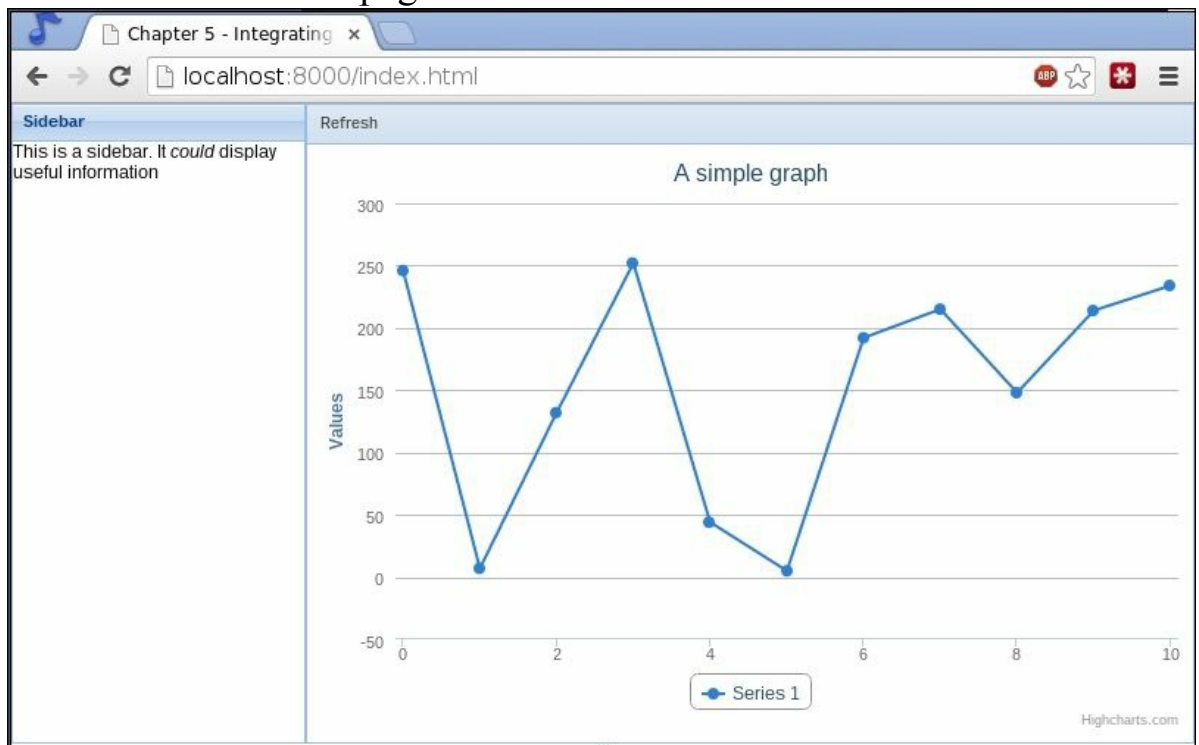 pag
Chapter 5 - Integrating
localhost:8000/index.html
ABP
Sidebar
Refresh
This is a sidebar. It could display
useful information
A simple graph
300
250
200
150
100
50
0
-50
Values
0 2 4 6 8 10
Series 1
Highcharts.com